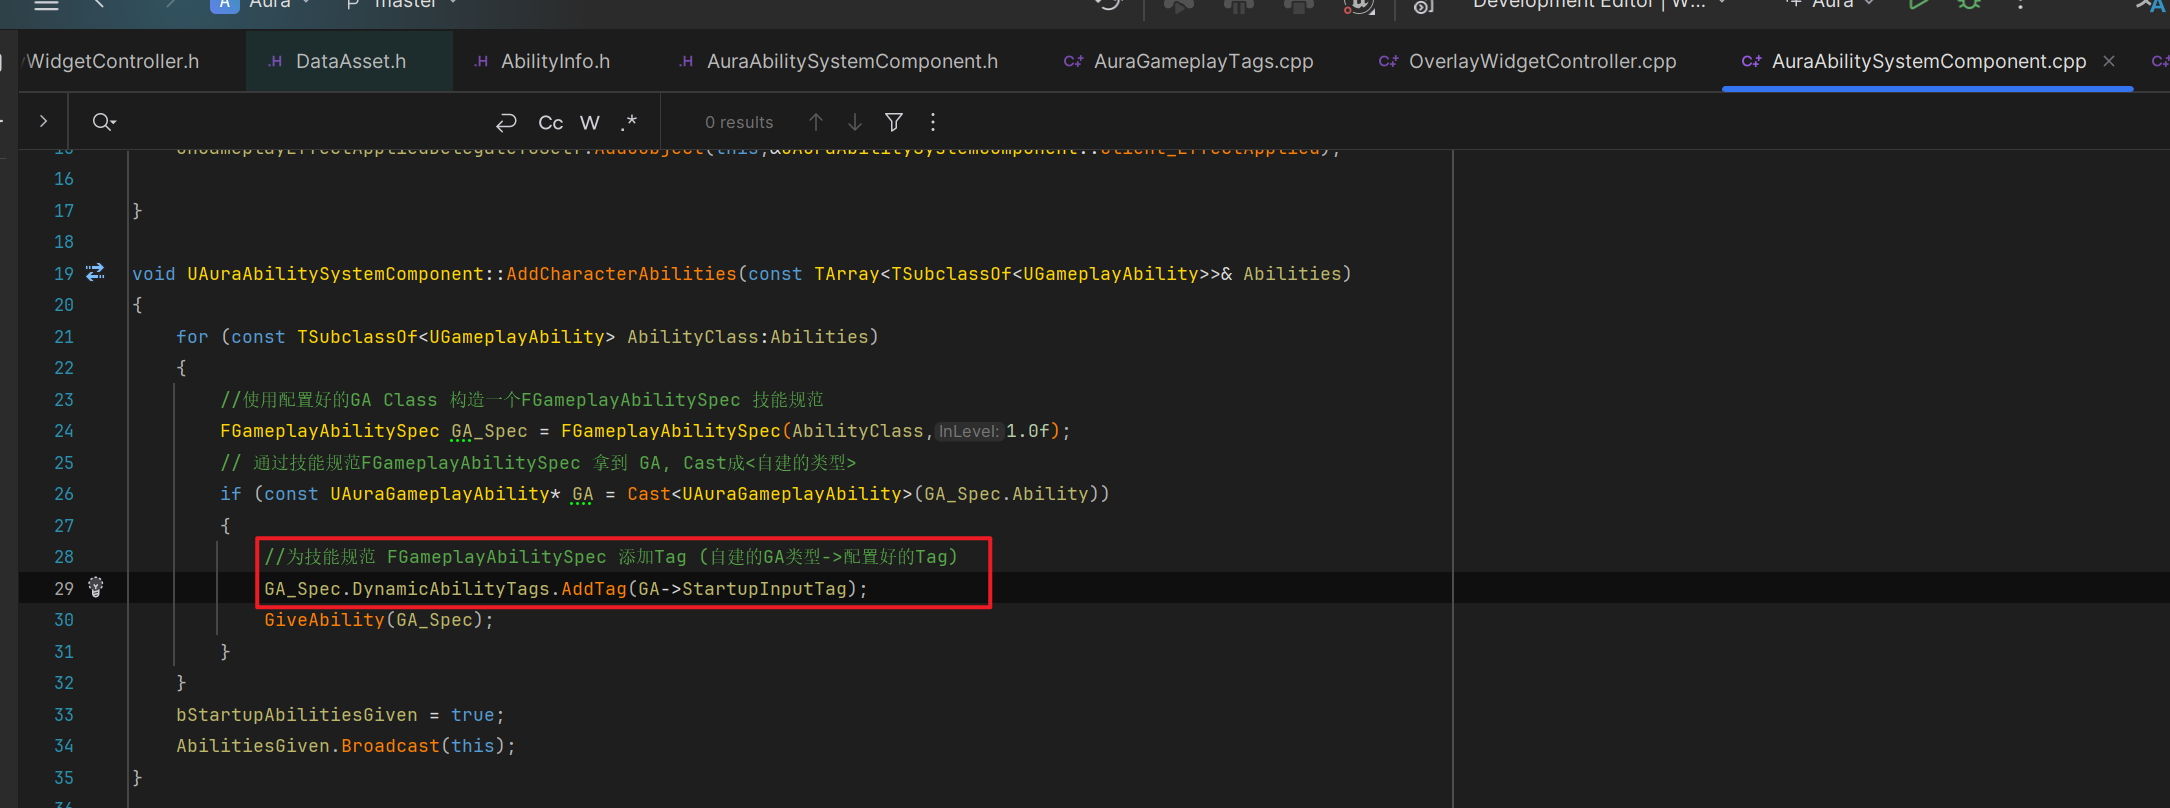 Aura master Development Editor | W... Aura
WidgetController.h DataAsset.h AbilityInfo.h AuraAbilitySystemComponent.h AuraGameplayTags.cpp OverlayWidgetController.cpp AuraAbilitySystemComponent.cpp
Cc W .* 0 results
16
17 }
18
19 void UAuraAbilitySystemComponent::AddCharacterAbilities(const TArray<TSubclassOf<UGameplayAbility>>& Abilities)
20 {
21 for (const TSubclassOf<UGameplayAbility> AbilityClass:Abilities)
22 {
23 //使用配置好的GA Class 构造一个FGameplayAbilitySpec 技能规范
24 FGameplayAbilitySpec GA_Spec = FGameplayAbilitySpec(AbilityClass,InLevel:1.0f);
25 // 通过技能规范FGameplayAbilitySpec 拿到 GA, Cast成<自建的类型>
26 if (const UAuraGameplayAbility* GA = Cast<UAuraGameplayAbility>(GA_Spec.Ability))
27 {
28 //为技能规范 FGameplayAbilitySpec 添加Tag (自建的GA类型->配置好的Tag)
29 GA_Spec.DynamicAbilityTags.AddTag(GA->StartupInputTag);
30 GiveAbility(GA_Spec);
31 }
32 }
33 bStartupAbilitiesGiven = true;
34 AbilitiesGiven.Broadcast(this);
35 }